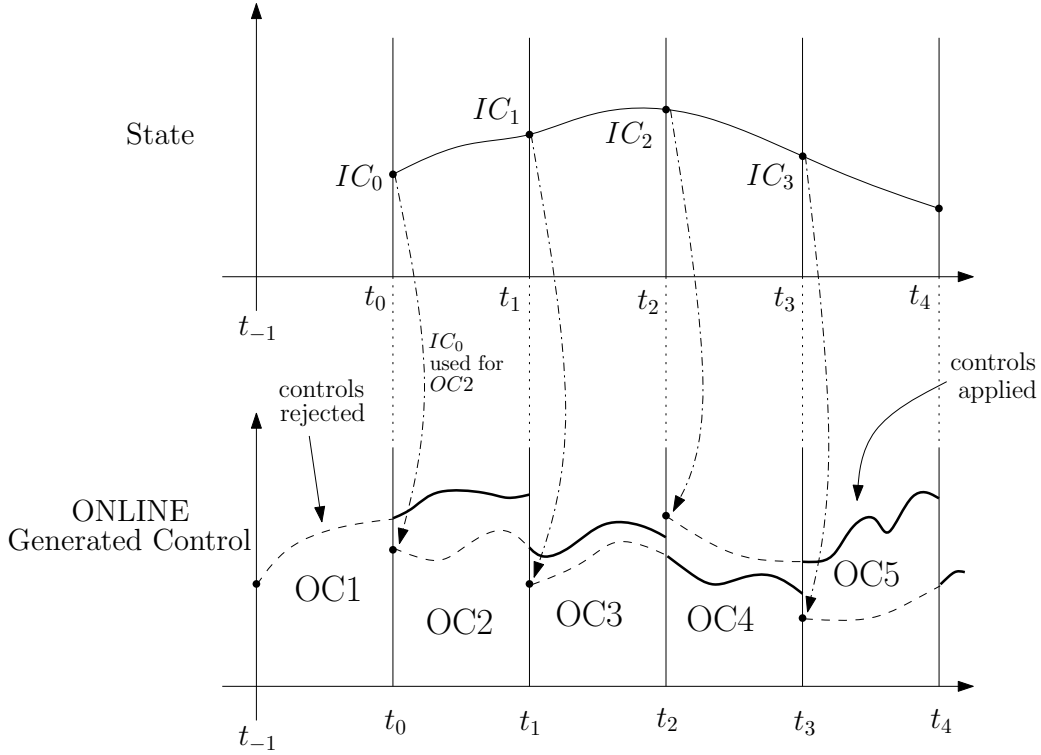 State
IC₀
IC₁
IC₂
IC₃
t₋₁
t₀
t₁
t₂
t₃
t₄
IC₀
used for
OC2
controls
rejected
controls
applied
ONLINE
Generated Control
OC1
OC2
OC3
OC4
OC5
t₋₁
t₀
t₁
t₂
t₃
t₄